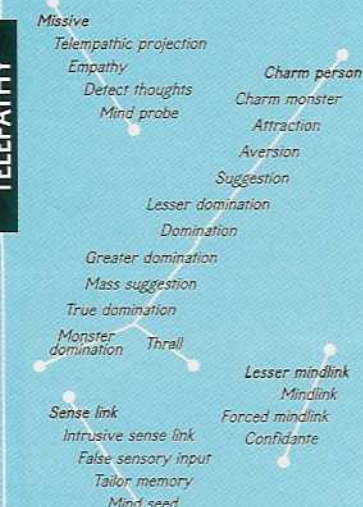 TELEPATHY
Missive
Telempathic projection
Empathy
Detect thoughts
Mind probe
Charm person
Charm monster
Attraction
Aversion
Suggestion
Lesser domination
Domination
Greater domination
Mass suggestion
True domination
Monster
domination
Thrall
Lesser mindlink
Mindlink
Forced mindlink
Confidante
Sense link
Intrusive sense link
False sensory input
Tailor memory
Mind seed